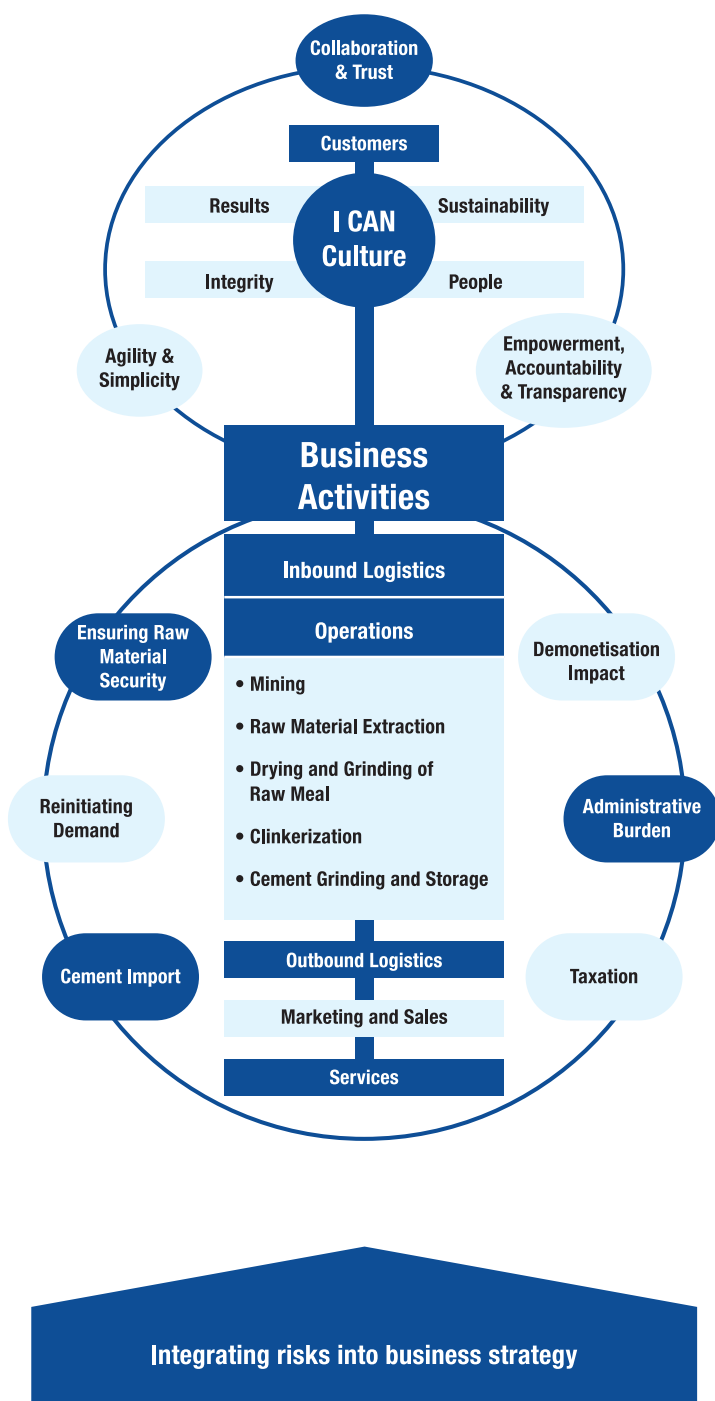 Collaboration
& Trust
Customers
Results
I CAN
Culture
Sustainability
Integrity
People
Agility &
Simplicity
Empowerment,
Accountability
& Transparency
Business
Activities
Inbound Logistics
Ensuring Raw
Material
Security
Operations
Demonetisation
Impact
• Mining
• Raw Material Extraction
• Drying and Grinding of
Raw Meal
• Clinkerization
• Cement Grinding and Storage
Reinitiating
Demand
Administrative
Burden
Cement Import
Outbound Logistics
Taxation
Marketing and Sales
Services
Integrating risks into business strategy